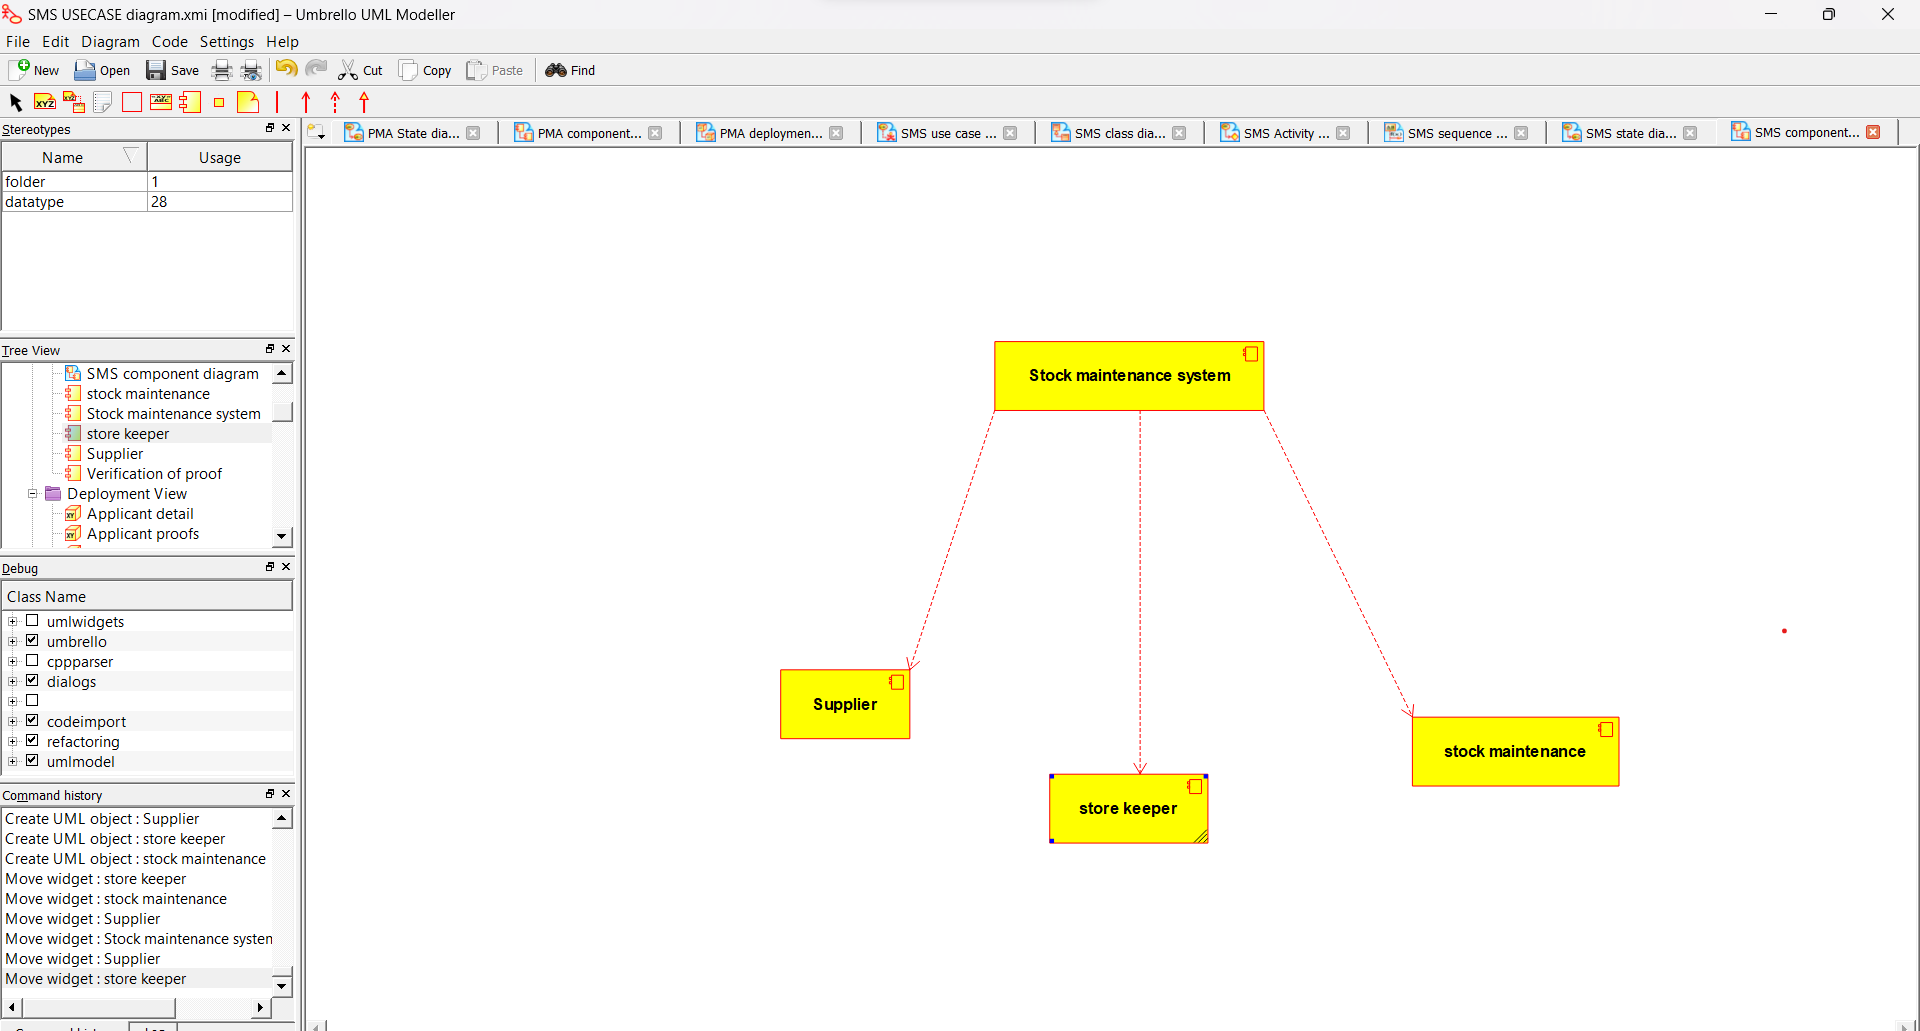 SMS USECASE diagram.xmi [modified] – Umbrello UML Modeller
File Edit Diagram Code Settings Help
New Open Save Cut Copy Paste Find
Stereotypes
Name Usage
folder 1
datatype 28
PMA State dia... PMA component... PMA deploymen... SMS use case ... SMS class dia... SMS Activity ... SMS sequence ... SMS state dia... SMS component...
Tree View
SMS component diagram
stock maintenance
Stock maintenance system
store keeper
Supplier
Verification of proof
Deployment View
Applicant detail
Applicant proofs
Debug
Class Name
umlwidgets
umbrello
cppparser
dialogs
codeimport
refactoring
umlmodel
Command history
Create UML object : Supplier
Create UML object : store keeper
Create UML object : stock maintenance
Move widget : store keeper
Move widget : stock maintenance
Move widget : Supplier
Move widget : Stock maintenance system
Move widget : Supplier
Move widget : store keeper
Stock maintenance system
Supplier
store keeper
stock maintenance